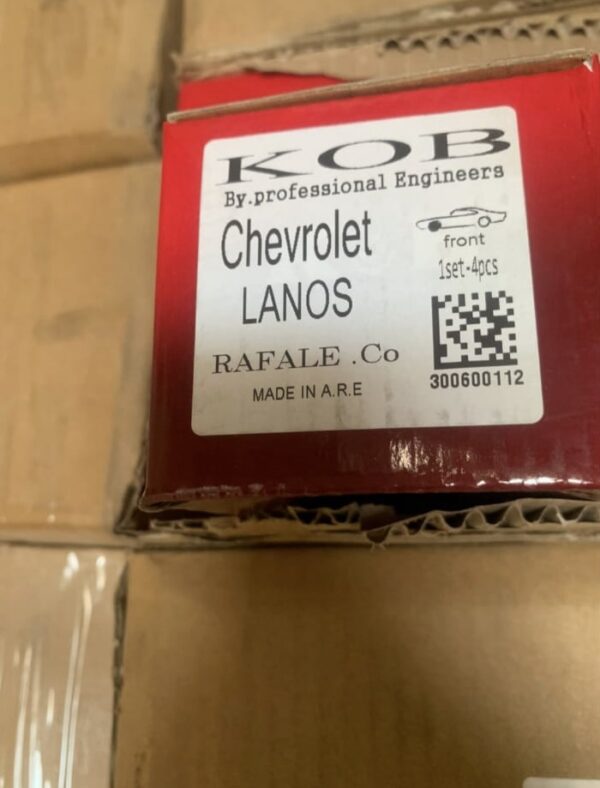 KOB
By.professional Engineers
Chevrolet
LANOS
front
1set-4pcs
RAFALE .Co
MADE IN A.R.E
300600112